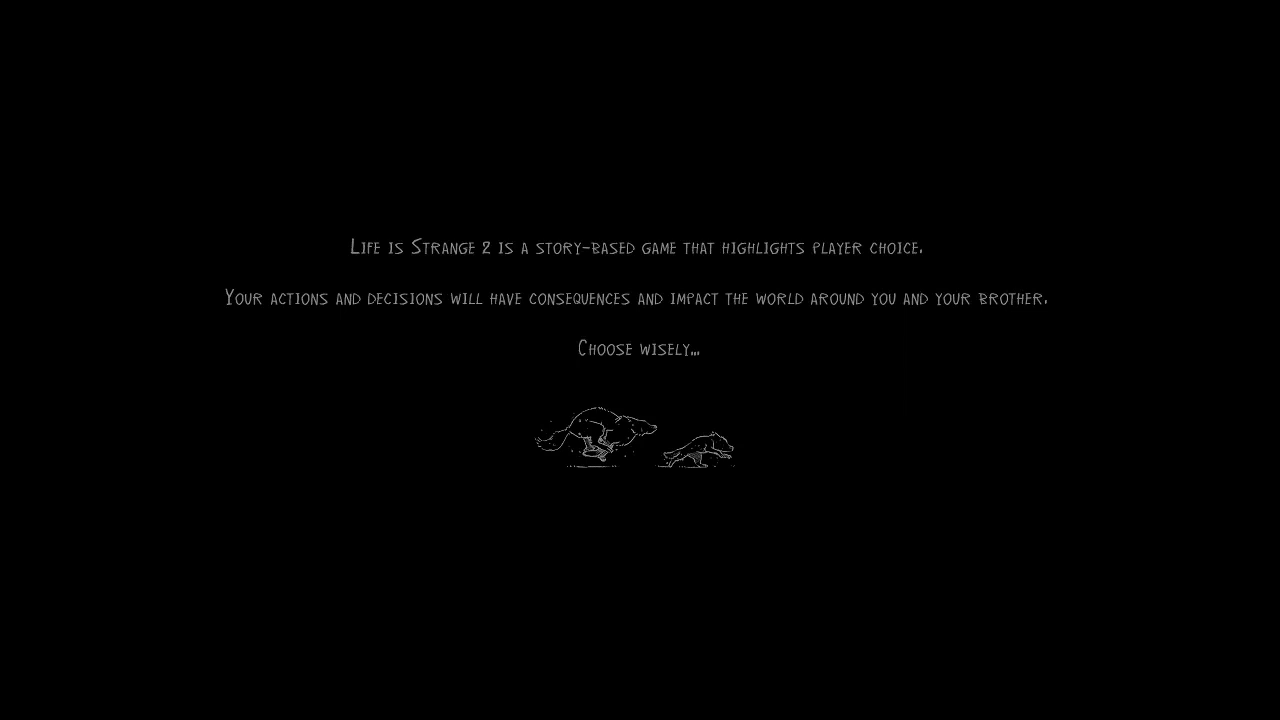 Life is Strange 2 is a story-based game that highlights player choice.
Your actions and decisions will have consequences and impact the world around you and your brother.
Choose wisely...